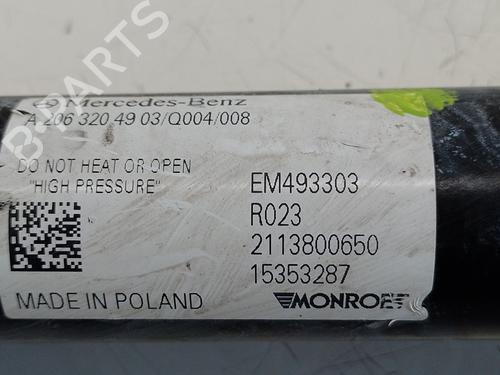 Mercedes-Benz
A 206 320 49 03/Q004/008
DO NOT HEAT OR OPEN
"HIGH PRESSURE"
EM493303
R023
2113800650
15353287
MADE IN POLAND
MONROE
B-PARTS